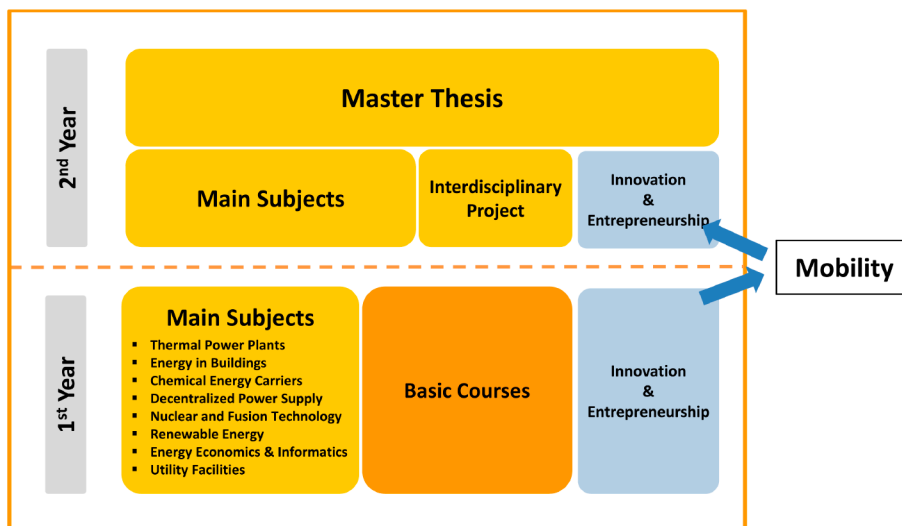 2nd Year
Master Thesis
Main Subjects
Interdisciplinary
Project
Innovation
&
Entrepreneurship
Mobility
1st Year
Main Subjects
▪ Thermal Power Plants
▪ Energy in Buildings
▪ Chemical Energy Carriers
▪ Decentralized Power Supply
▪ Nuclear and Fusion Technology
▪ Renewable Energy
▪ Energy Economics & Informatics
▪ Utility Facilities
Basic Courses
Innovation
&
Entrepreneurship